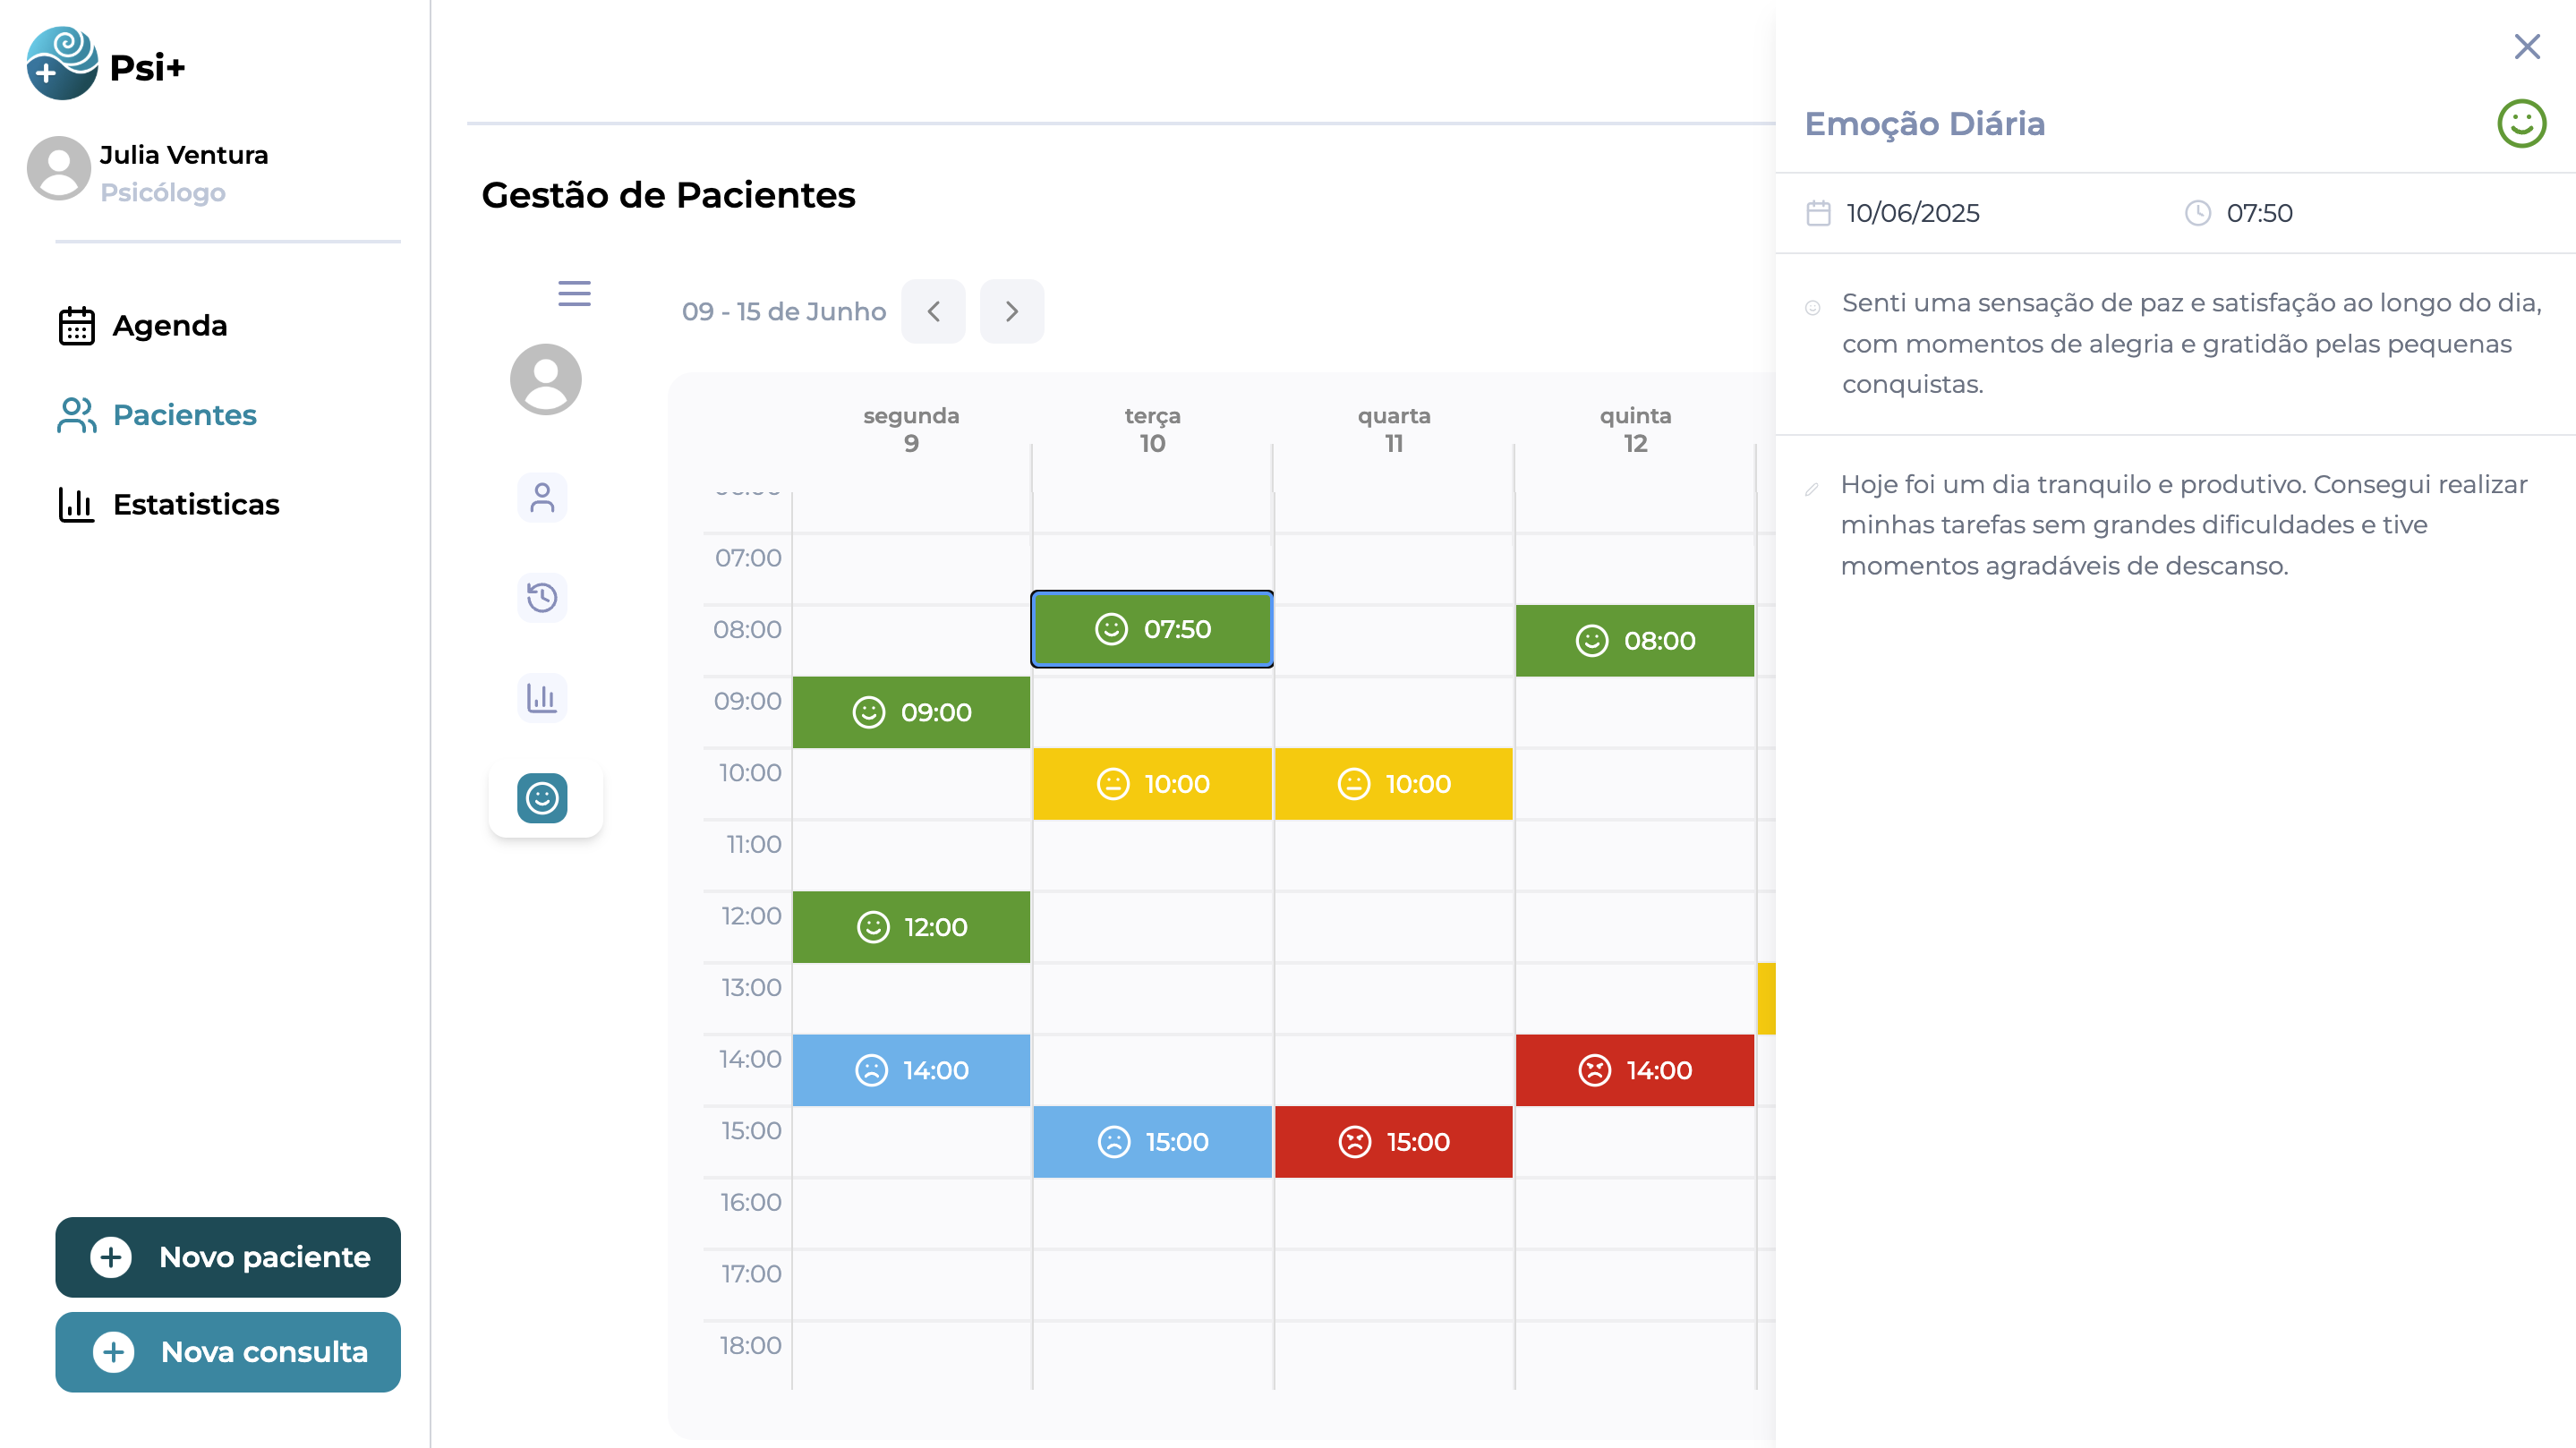 Psi+
Julia Ventura
Psicólogo
Agenda
Pacientes
Estatisticas
Novo paciente
Nova consulta
Gestão de Pacientes
09 - 15 de Junho
segunda
9
terça
10
quarta
11
quinta
12
07:00
08:00
09:00
10:00
11:00
12:00
13:00
14:00
15:00
16:00
17:00
18:00
07:50
08:00
09:00
10:00
10:00
12:00
14:00
14:00
15:00
15:00
Emoção Diária
10/06/2025
07:50
Senti uma sensação de paz e satisfação ao longo do dia,
com momentos de alegria e gratidão pelas pequenas
conquistas.
Hoje foi um dia tranquilo e produtivo. Consegui realizar
minhas tarefas sem grandes dificuldades e tive
momentos agradáveis de descanso.